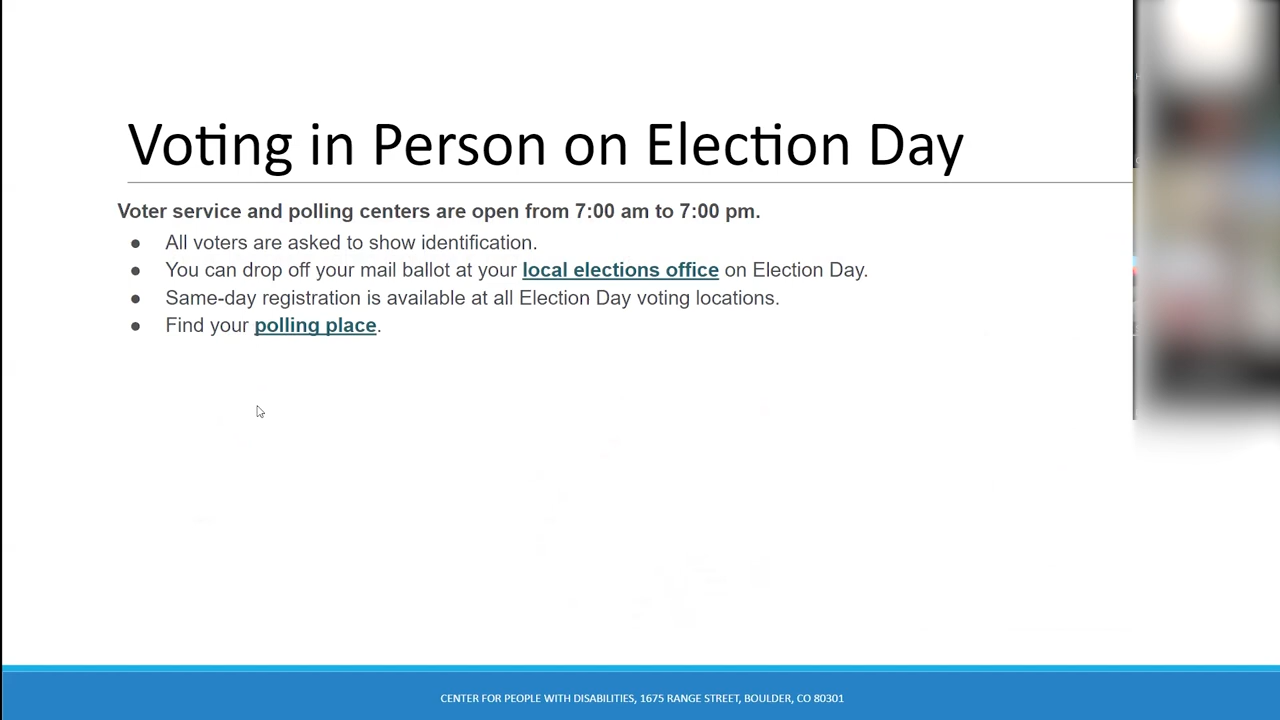 Voting in Person on Election Day
Voter service and polling centers are open from 7:00 am to 7:00 pm.
● All voters are asked to show identification.
● You can drop off your mail ballot at your local elections office on Election Day.
● Same-day registration is available at all Election Day voting locations.
● Find your polling place.
CENTER FOR PEOPLE WITH DISABILITIES, 1675 RANGE STREET, BOULDER, CO 80301